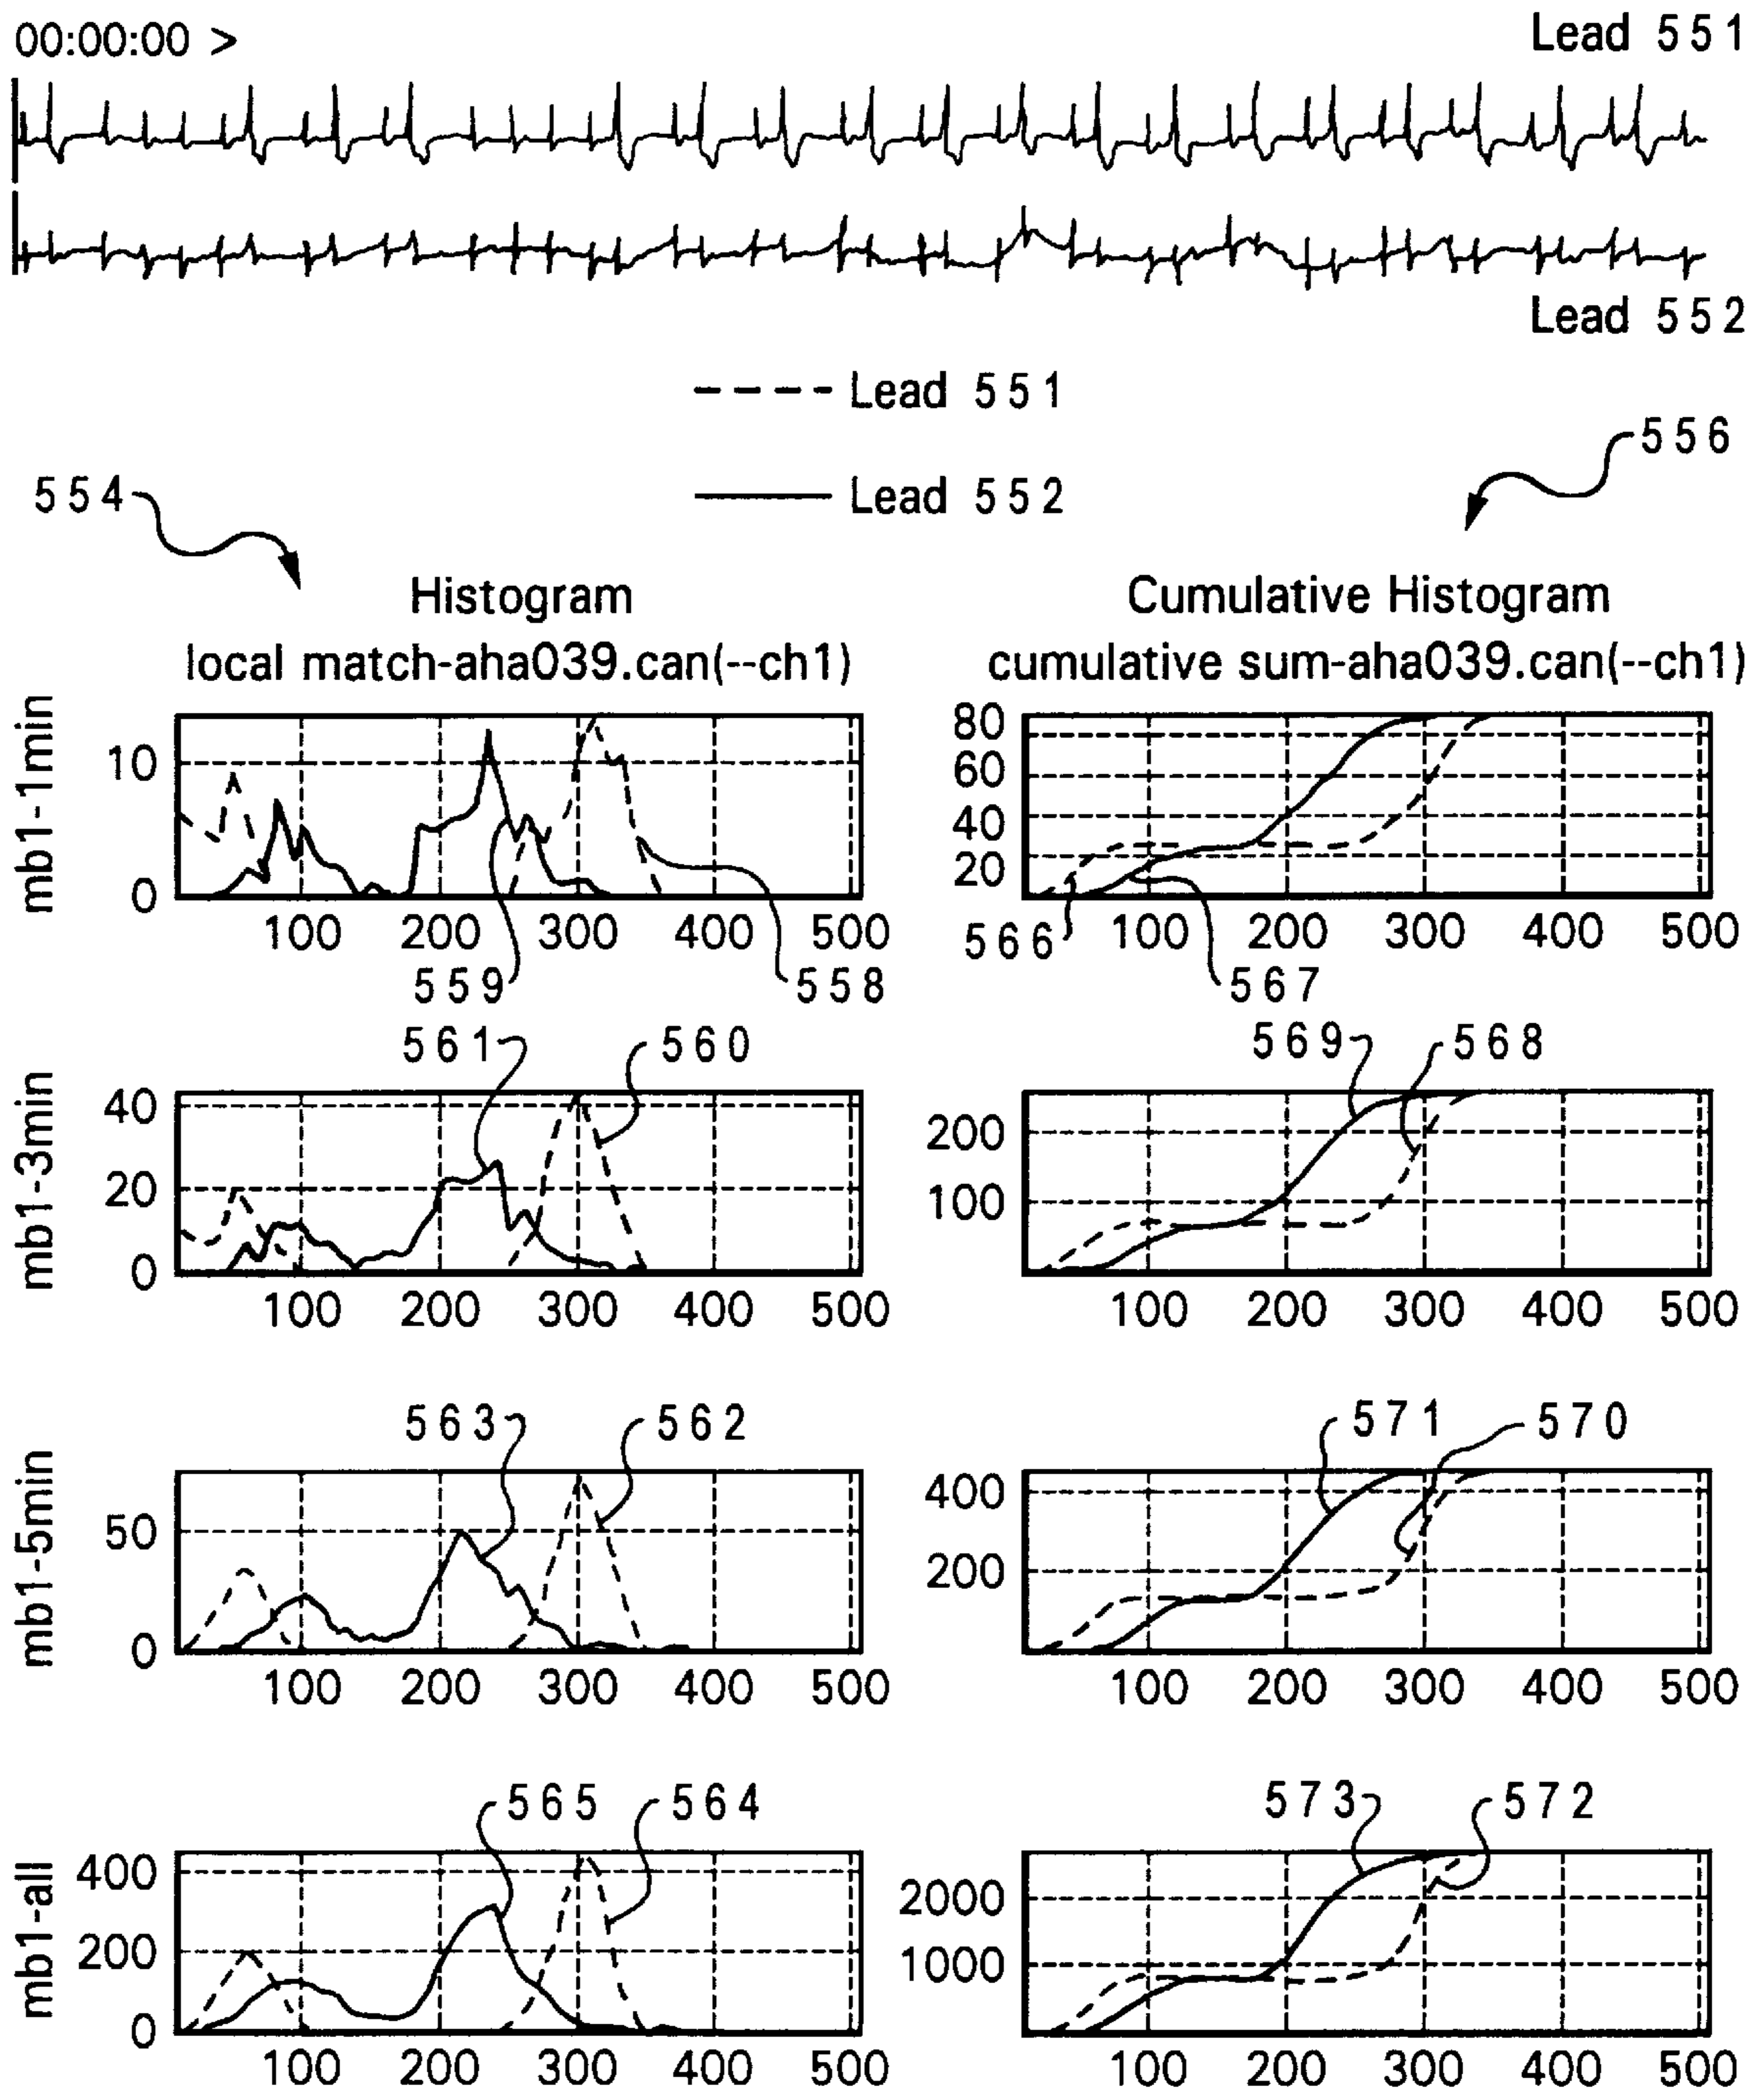 00:00:00 >
Lead 551
Lead 552
Lead 551
Lead 552
554
556
Histogram
local match-aha039.can(--ch1)
Cumulative Histogram
cumulative sum-aha039.can(--ch1)
mb1-1min
10
0
100 200 300 400 500
559
558
80
60
40
20
100 200 300 400 500
566
567
mb1-3min
561
560
40
20
0
100 200 300 400 500
569
568
200
100
100 200 300 400 500
mb1-5min
563
562
50
0
100 200 300 400 500
571
570
400
200
100 200 300 400 500
mb1-all
565
564
400
200
0
100 200 300 400 500
573
572
2000
1000
100 200 300 400 500